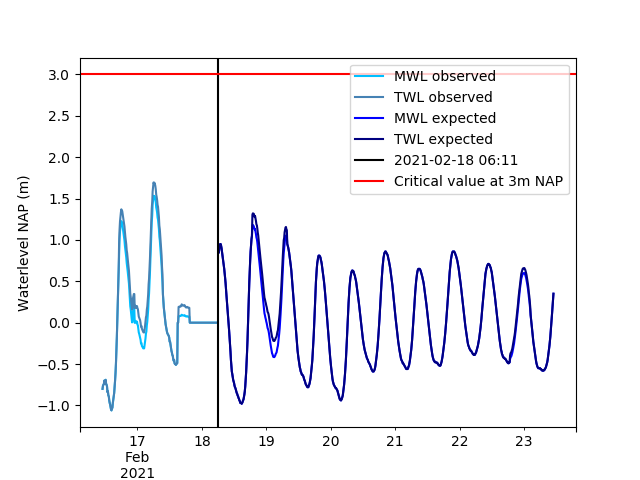 3.0
2.5
2.0
1.5
1.0
0.5
0.0
−0.5
−1.0
Waterlevel NAP (m)
MWL observed
TWL observed
MWL expected
TWL expected
2021-02-18 06:11
Critical value at 3m NAP
17 18 19 20 21 22 23
Feb
2021